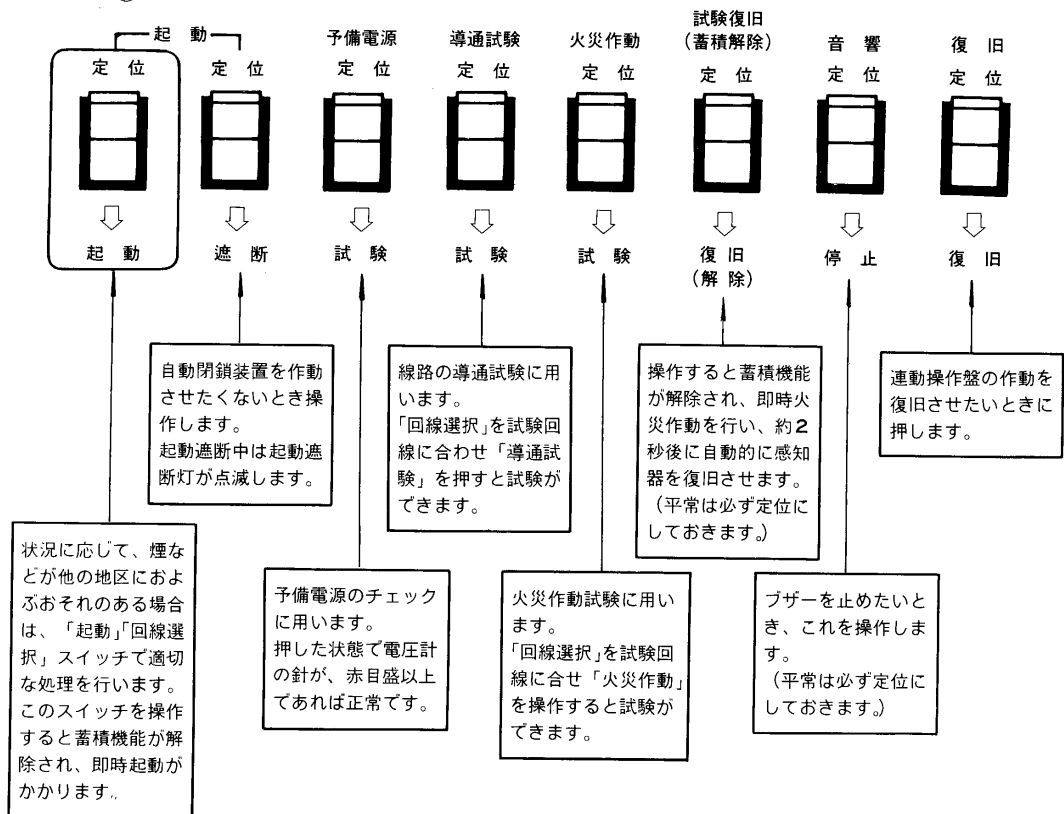 起動
予備電源
導通試験
火災作動
試験復旧
(蓄積解除)
音響
復旧
定位
定位
定位
定位
定位
定位
定位
定位
起動
遮断
試験
試験
試験
復旧
(解除)
停止
復旧
自動閉鎖装置を作動
させたくないとき操
作します。
起動遮断中は起動遮
断灯が点滅します。
線路の導通試験に用
います。
「回線選択」を試験回
線に合わせ「導通試
験」を押すと試験が
できます。
操作すると蓄積機能
が解除され、即時火
災作動を行い、約2
秒後に自動的に感知
器を復旧させます。
(平常は必ず定位に
しておきます。)
連動操作盤の作動を
復旧させたいときに
押します。
状況に応じて、煙な
どが他の地区におよ
ぶおそれのある場合
は、「起動」「回線選
択」スイッチで適切
な処理を行います。
このスイッチを操作
すると蓄積機能が解
除され、即時起動が
かかります。
予備電源のチェック
に用います。
押した状態で電圧計
の針が、赤目盛以上
であれば正常です。
火災作動試験に用い
ます。
「回線選択」を試験回
線に合せ「火災作動」
を操作すると試験が
できます。
ブザーを止めたいと
き、これを操作しま
す。
(平常は必ず定位に
しておきます。)